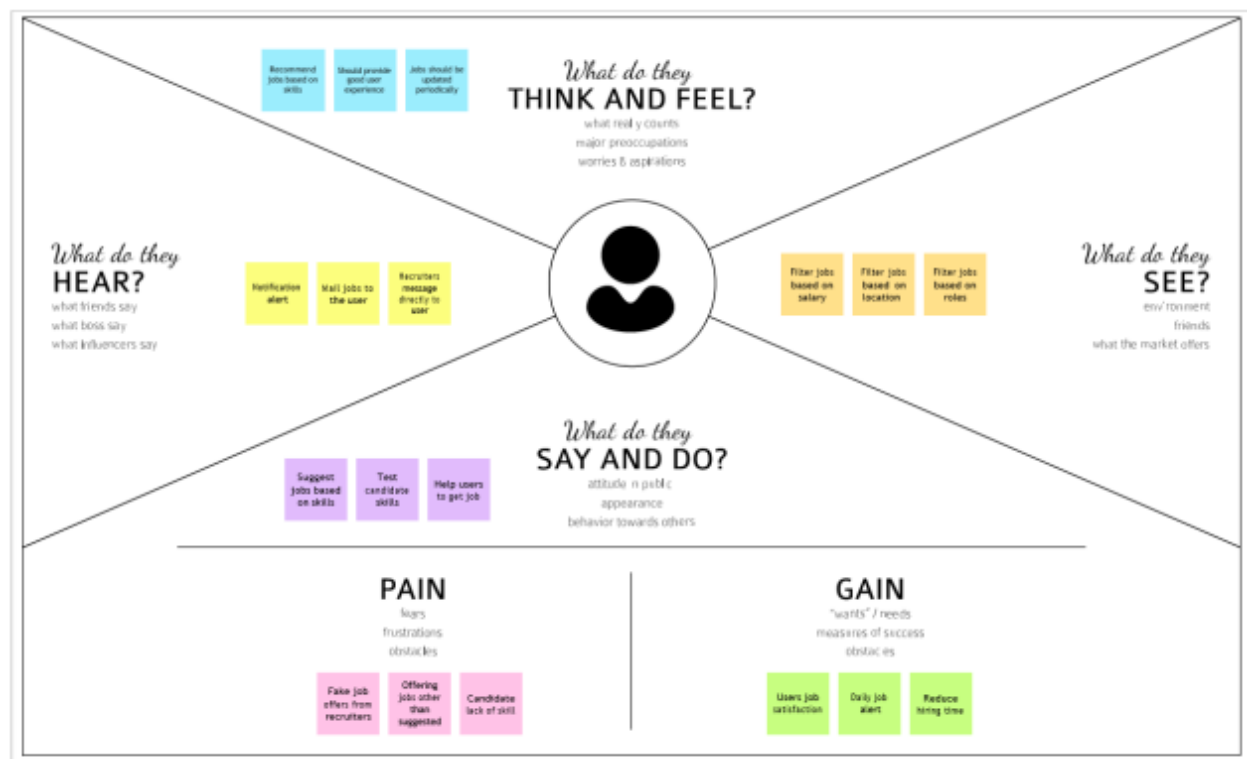 Recommend
jobs based on
skills
Should provide
good user
experience
Jobs should be
updated
periodically
What do they
THINK AND FEEL?
what really counts
major preoccupations
worries & aspirations
What do they
HEAR?
what friends say
what boss say
what influencers say
Notification
alert
Mail jobs to
the user
Recruiters
message
directly to
user
Filter jobs
based on
salary
Filter jobs
based on
location
Filter jobs
based on
roles
What do they
SEE?
environment
friends
what the market offers
What do they
SAY AND DO?
attitude in public
appearance
behavior towards others
Suggest
jobs based
on skills
Test
candidate
skills
Help users
to get job
PAIN
fears
frustrations
obstacles
Fake job
offers from
recruiters
Offering
jobs other
than
suggested
Candidate
lack of skill
GAIN
"wants" / needs
measures of success
obstacles
Users job
satisfaction
Daily job
alert
Reduce
hiring time